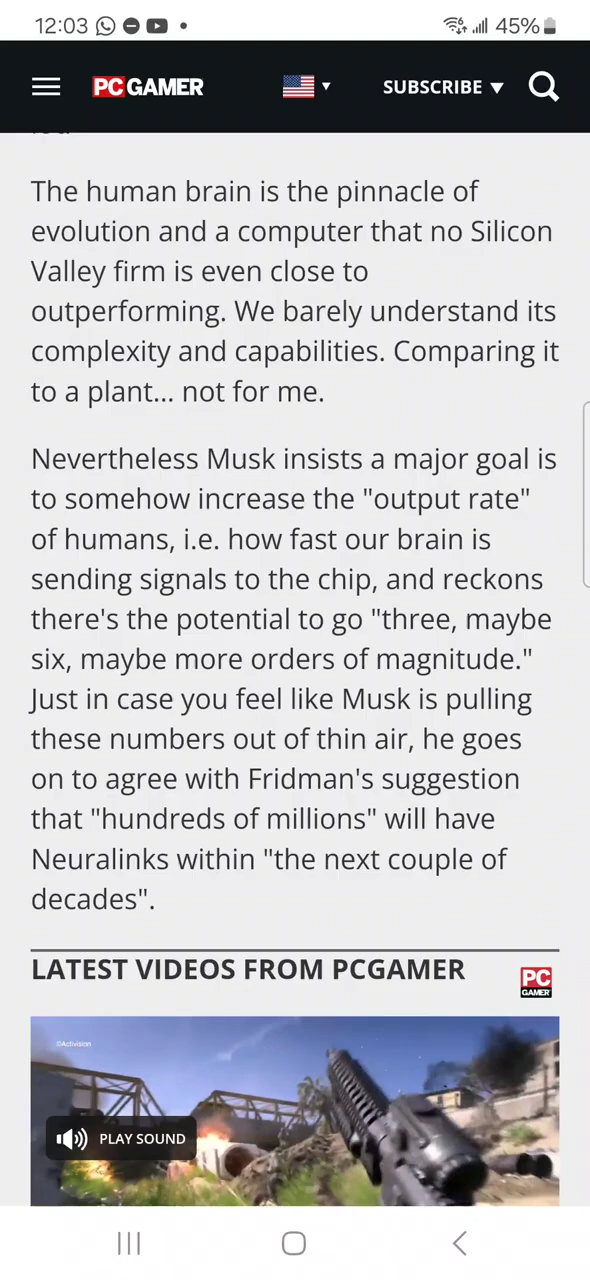 12:03
45%
PC GAMER
SUBSCRIBE
The human brain is the pinnacle of
evolution and a computer that no Silicon
Valley firm is even close to
outperforming. We barely understand its
complexity and capabilities. Comparing it
to a plant... not for me.
Nevertheless Musk insists a major goal is
to somehow increase the "output rate"
of humans, i.e. how fast our brain is
sending signals to the chip, and reckons
there's the potential to go "three, maybe
six, maybe more orders of magnitude."
Just in case you feel like Musk is pulling
these numbers out of thin air, he goes
on to agree with Fridman's suggestion
that "hundreds of millions" will have
Neuralinks within "the next couple of
decades".
LATEST VIDEOS FROM PCGAMER
PC
GAMER
©Activision
PLAY SOUND